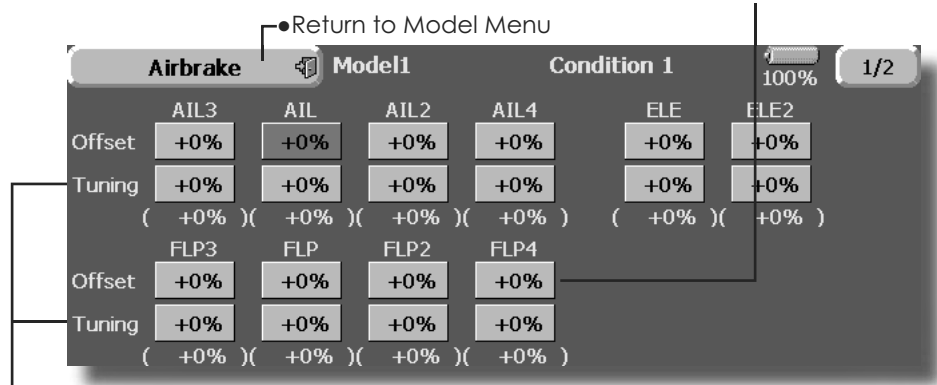 ●Return to Model Menu
Airbrake Model1 Condition 1 100% 1/2
AIL3 AIL AIL2 AIL4 ELE ELE2
Offset +0% +0% +0% +0% +0% +0%
Tuning +0% +0% +0% +0% +0% +0%
( +0% )( +0% )( +0% )( +0% ) ( +0% )( +0% )
FLP3 FLP FLP2 FLP4
Offset +0% +0% +0% +0%
Tuning +0% +0% +0% +0%
( +0% )( +0% )( +0% )( +0% )